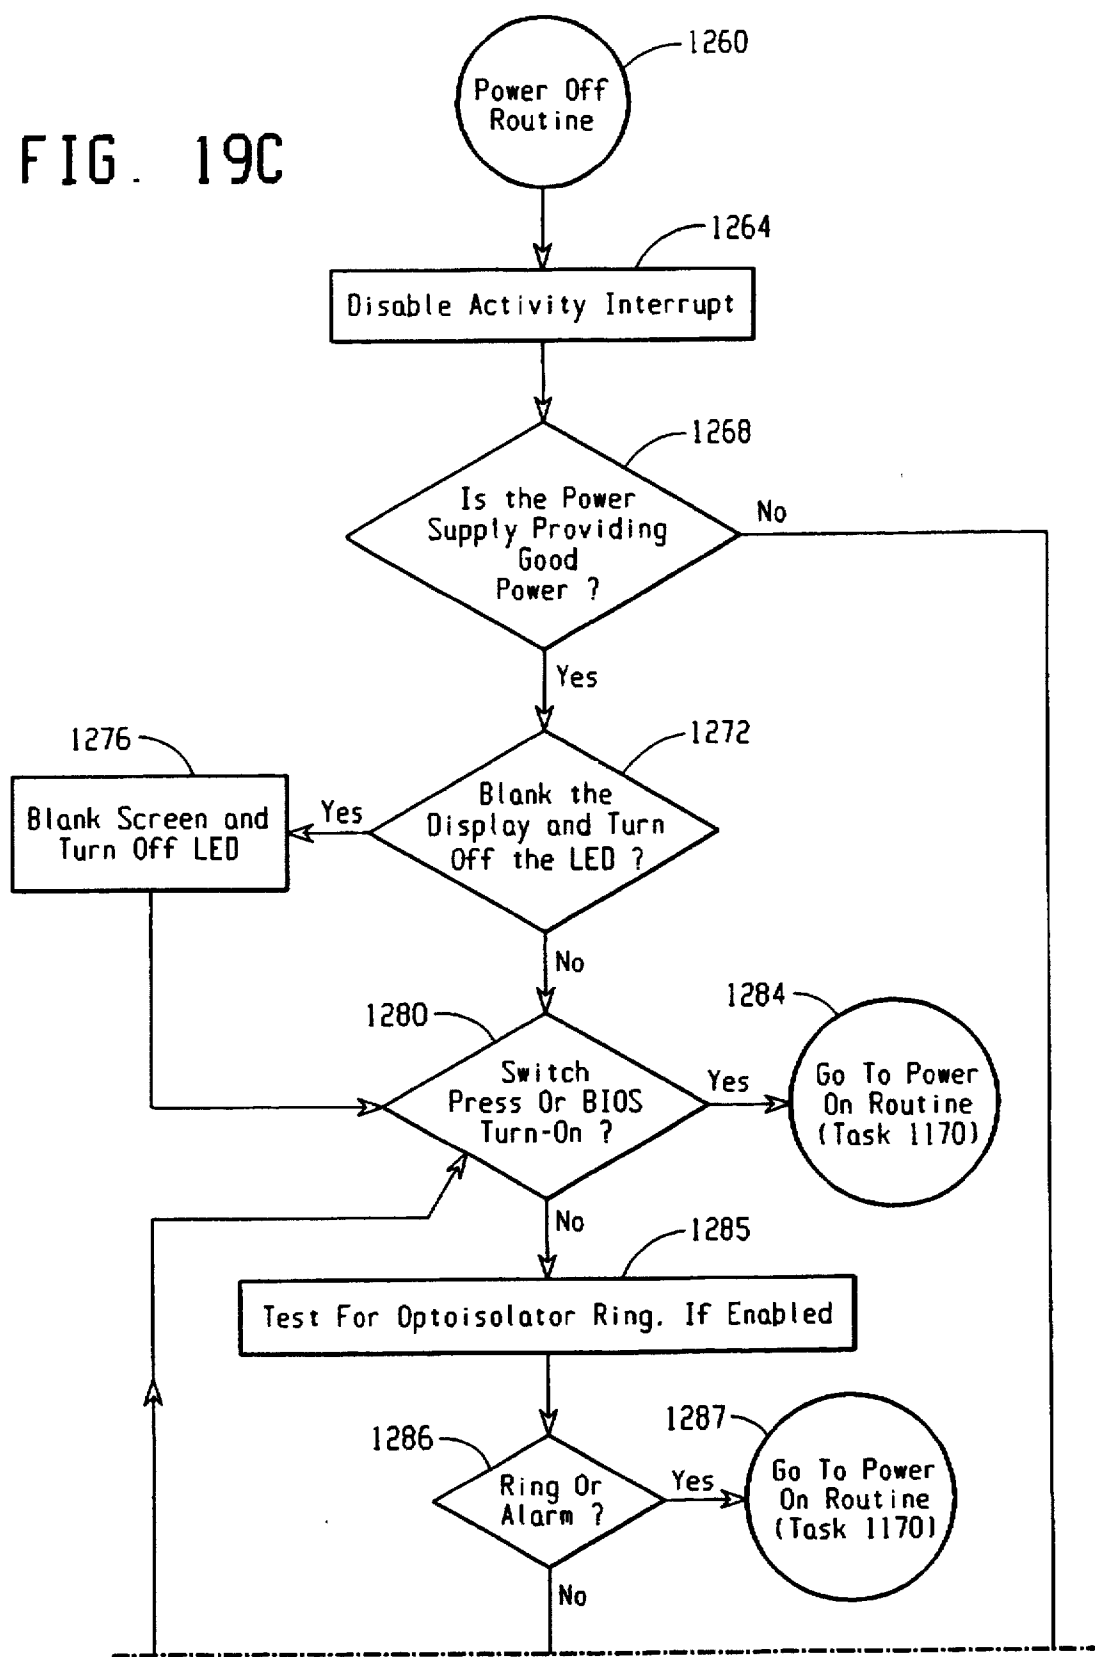 FIG. 19C
1260
Power Off
Routine
1264
Disable Activity Interrupt
1268
Is the Power
Supply Providing
Good
Power ?
No
Yes
1272
Blank the
Display and Turn
Off the LED ?
Yes
1276
Blank Screen and
Turn Off LED
No
1280
Switch
Press Or BIOS
Turn-On ?
Yes
1284
Go To Power
On Routine
(Task 1170)
No
1285
Test For Optoisolator Ring. If Enabled
1286
Ring Or
Alarm ?
Yes
1287
Go To Power
On Routine
(Task 1170)
No